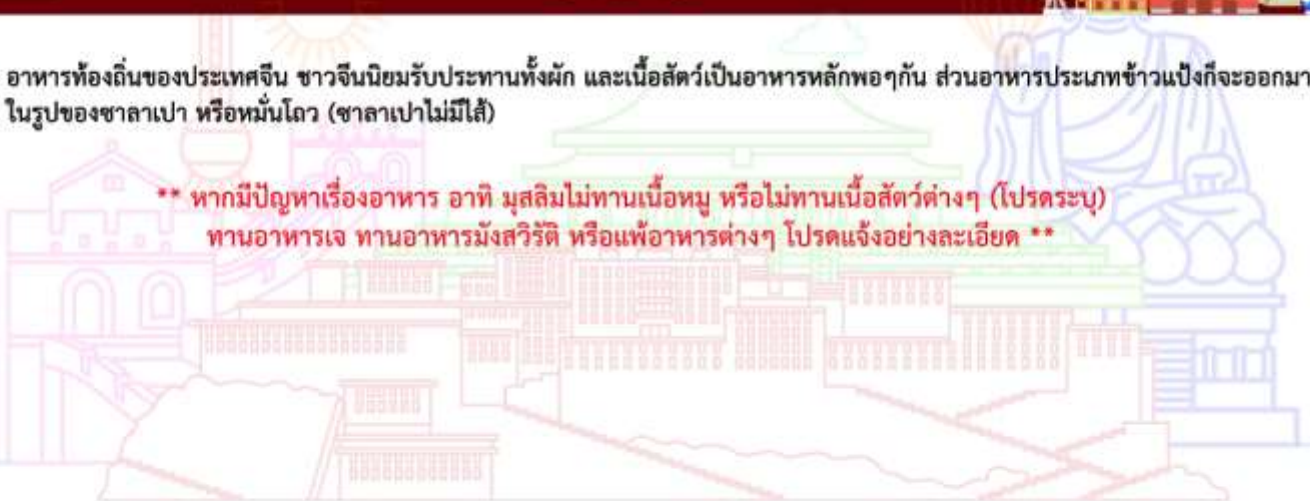 อาหารท้องถิ่นของประเทศจีน ชาวจีนนิยมรับประทานทั้งผัก และเนื้อสัตว์เป็นอาหารหลักพอๆกัน ส่วนอาหารประเภทข้าวแป้งก็จะออกมา
ในรูปของซาลาเปา หรือหมั่นโถว (ซาลาเปาไม่มีไส้)
** หากมีปัญหาเรื่องอาหาร อาทิ มุสลิมไม่ทานเนื้อหมู หรือไม่ทานเนื้อสัตว์ต่างๆ (โปรดระบุ)
ทานอาหารเจ ทานอาหารมังสวิรัติ หรือแพ้อาหารต่างๆ โปรดแจ้งอย่างละเอียด **